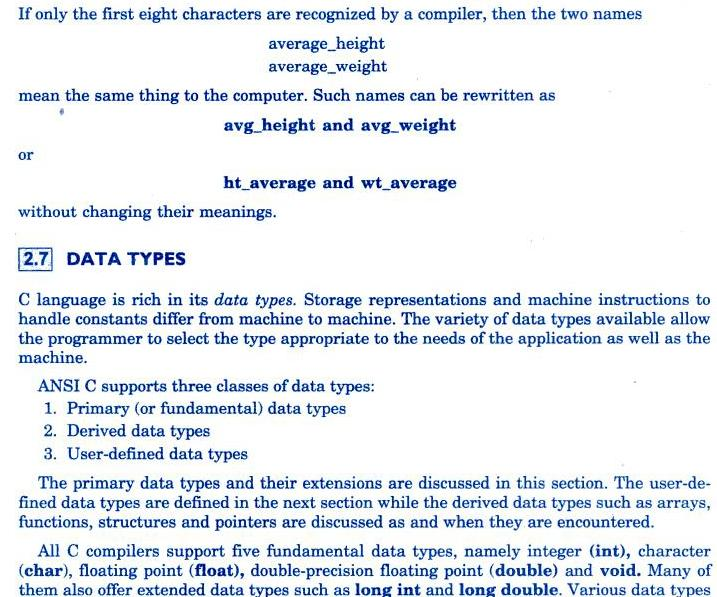 If only the first eight characters are recognized by a compiler, then the two names
average_height
average_weight
mean the same thing to the computer. Such names can be rewritten as
avg_height and avg_weight
or
ht_average and wt_average
without changing their meanings.
2.7 DATA TYPES
C language is rich in its data types. Storage representations and machine instructions to
handle constants differ from machine to machine. The variety of data types available allow
the programmer to select the type appropriate to the needs of the application as well as the
machine.
ANSI C supports three classes of data types:
1. Primary (or fundamental) data types
2. Derived data types
3. User-defined data types
The primary data types and their extensions are discussed in this section. The user-de-
fined data types are defined in the next section while the derived data types such as arrays,
functions, structures and pointers are discussed as and when they are encountered.
All C compilers support five fundamental data types, namely integer (int), character
(char), floating point (float), double-precision floating point (double) and void. Many of
them also offer extended data types such as long int and long double. Various data types